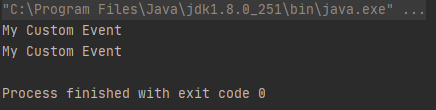 "C:\Program Files\Java\jdk1.8.0_251\bin\java.exe" ...
My Custom Event
My Custom Event
Process finished with exit code 0